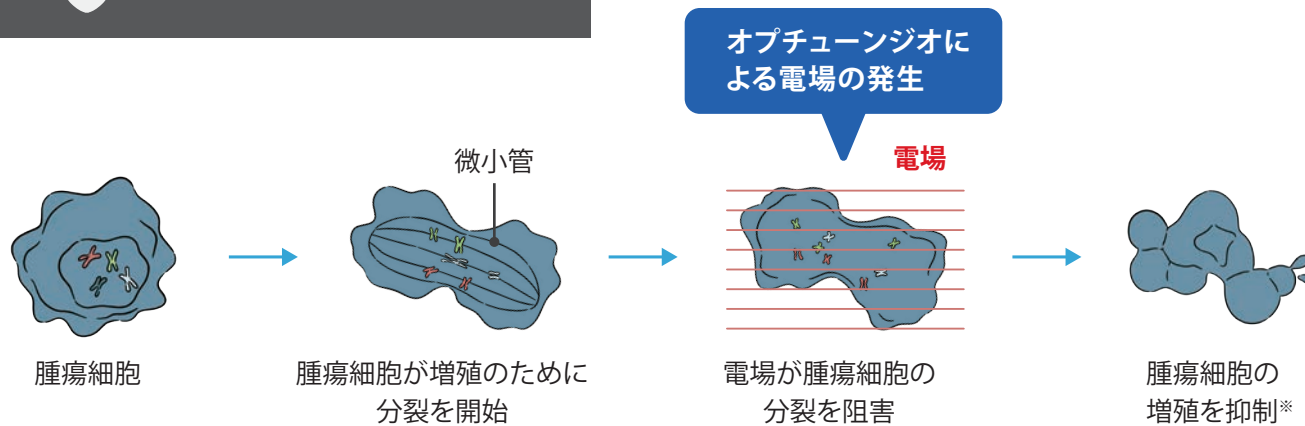 オプチューンジオに
よる電場の発生
微小管
電場
腫瘍細胞
腫瘍細胞が増殖のために
分裂を開始
電場が腫瘍細胞の
分裂を阻害
腫瘍細胞の
増殖を抑制※